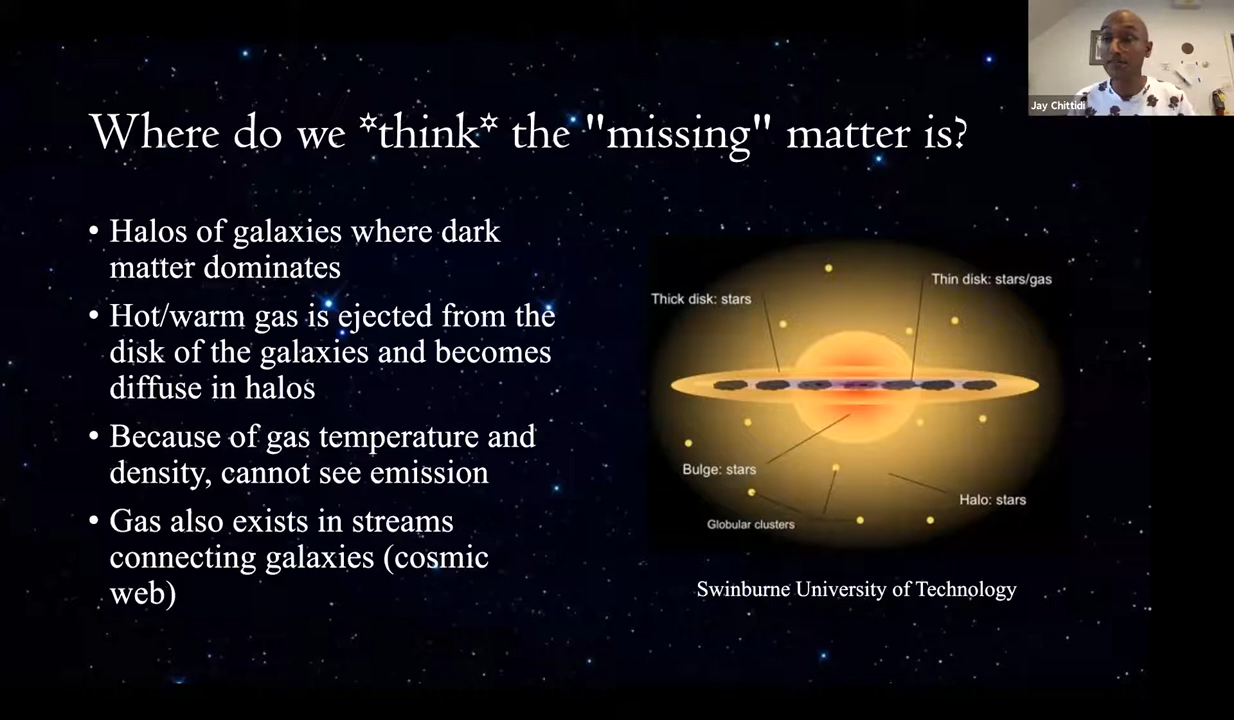 Jay Chittidi
Where do we *think* the "missing" matter is?
• Halos of galaxies where dark
matter dominates
• Hot/warm gas is ejected from the
disk of the galaxies and becomes
diffuse in halos
• Because of gas temperature and
density, cannot see emission
• Gas also exists in streams
connecting galaxies (cosmic
web)
Thin disk: stars/gas
Thick disk: stars
Bulge: stars
Halo: stars
Globular clusters
Swinburne University of Technology